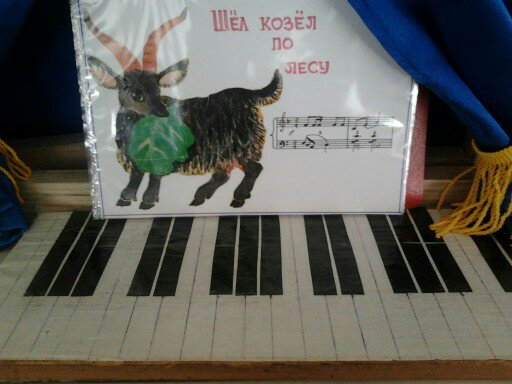 Шёл козёл
по
лесу